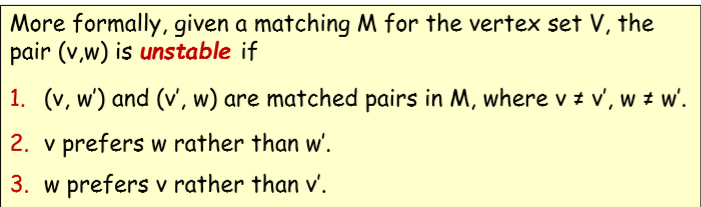 More formally, given a matching M for the vertex set V, the
pair (v,w) is unstable if
1. (v, w′) and (v′, w) are matched pairs in M, where v ≠ v′, w ≠ w′.
2. v prefers w rather than w′.
3. w prefers v rather than v′.